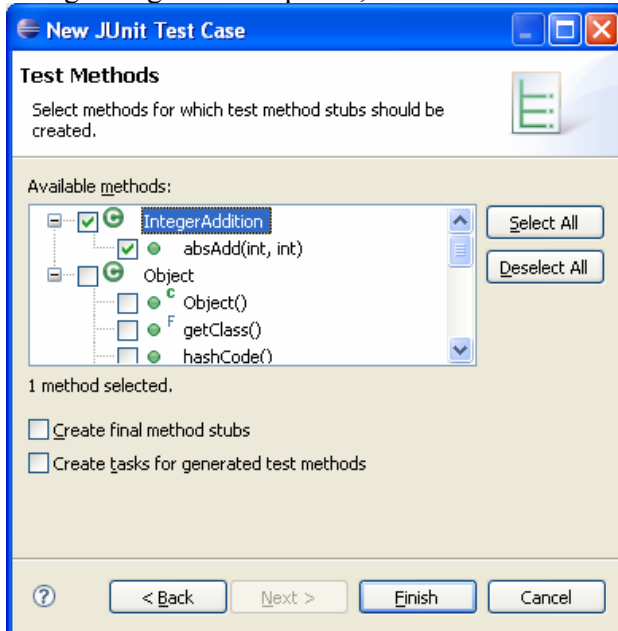 New JUnit Test Case
Test Methods
Select methods for which test method stubs should be
created.
Available methods:
IntegerAddition
absAdd(int, int)
Object
C Object()
F getClass()
hashCode()
Select All
Deselect All
1 method selected.
Create final method stubs
Create tasks for generated test methods
? < Back Next > Finish Cancel